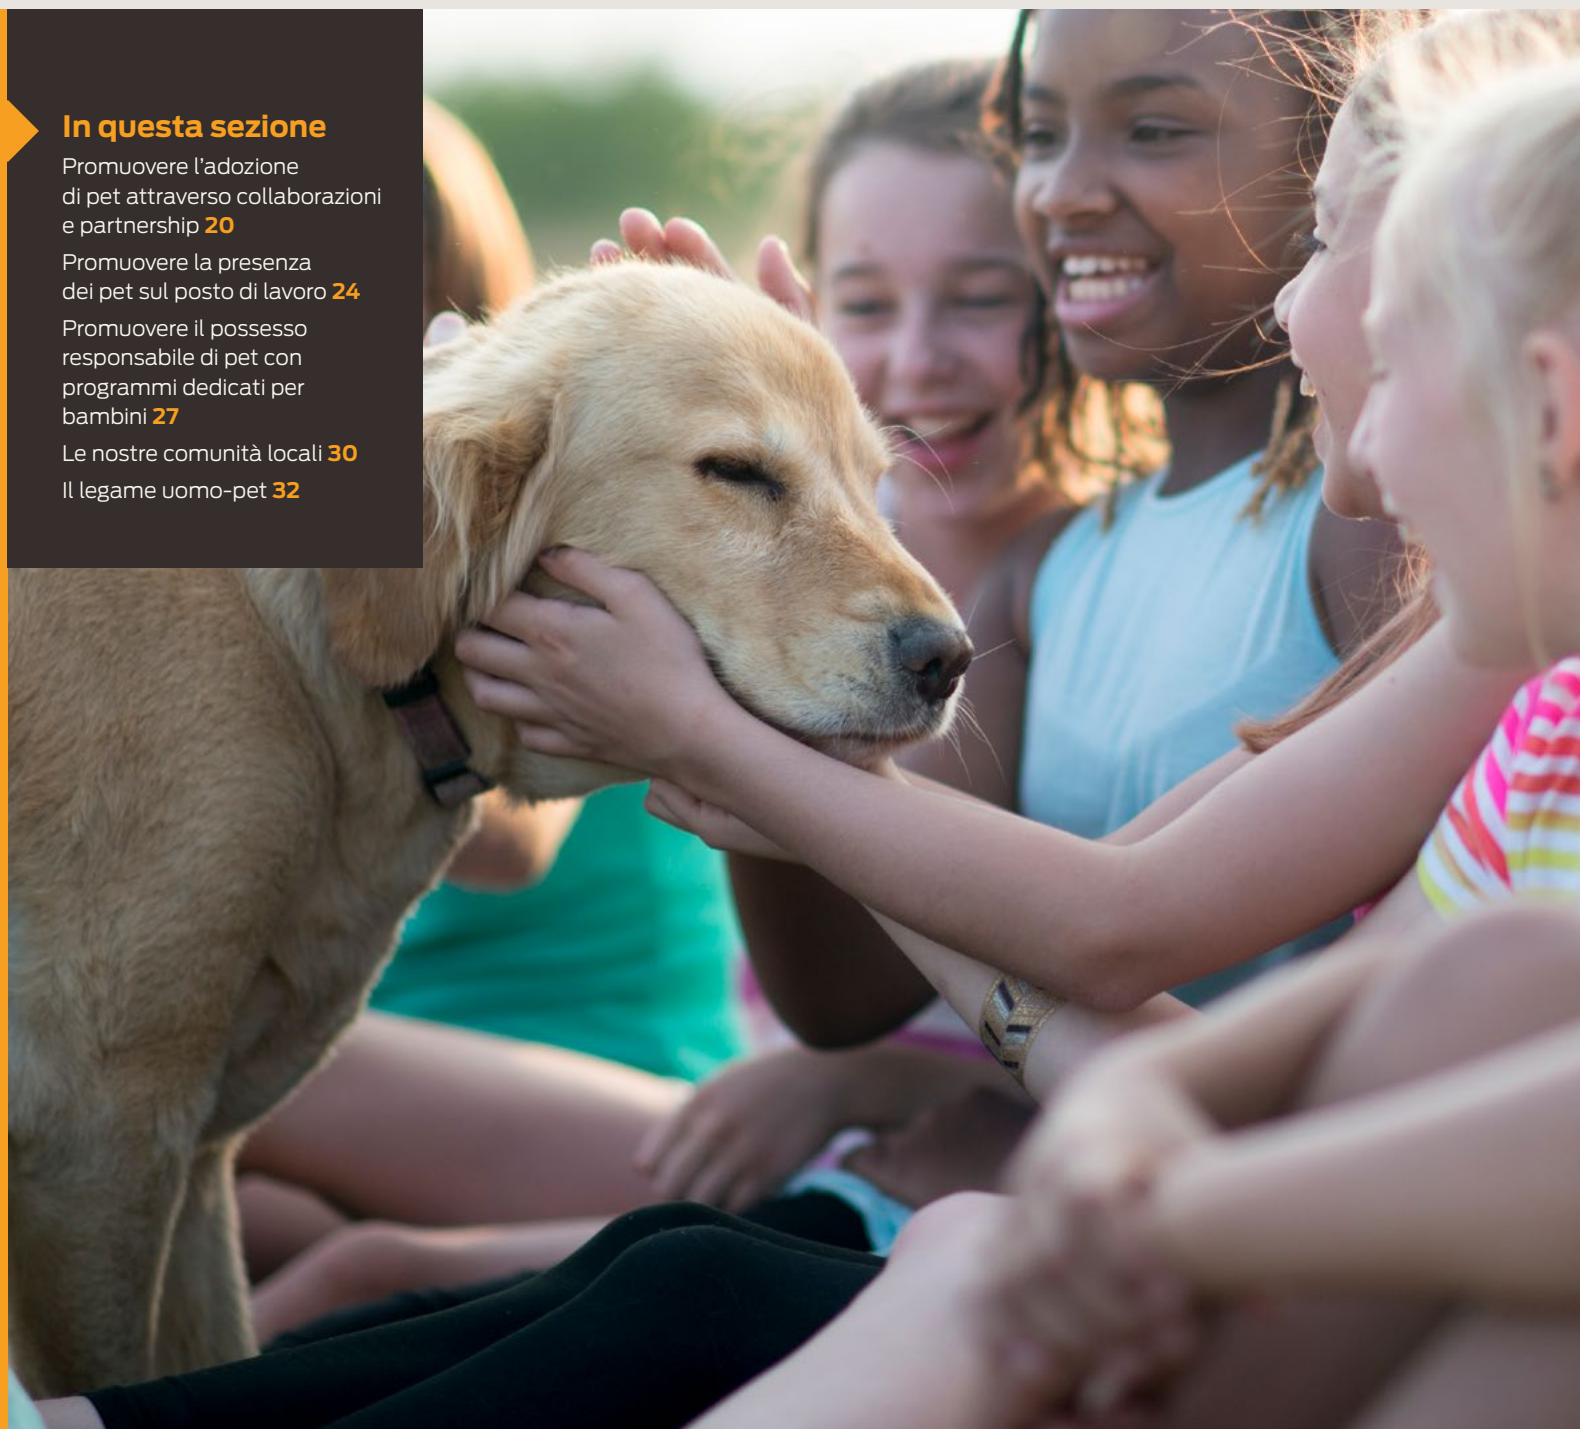 In questa sezione
Promuovere l’adozione
di pet attraverso collaborazioni
e partnership 20
Promuovere la presenza
dei pet sul posto di lavoro 24
Promuovere il possesso
responsabile di pet con
programmi dedicati per
bambini 27
Le nostre comunità locali 30
Il legame uomo-pet 32